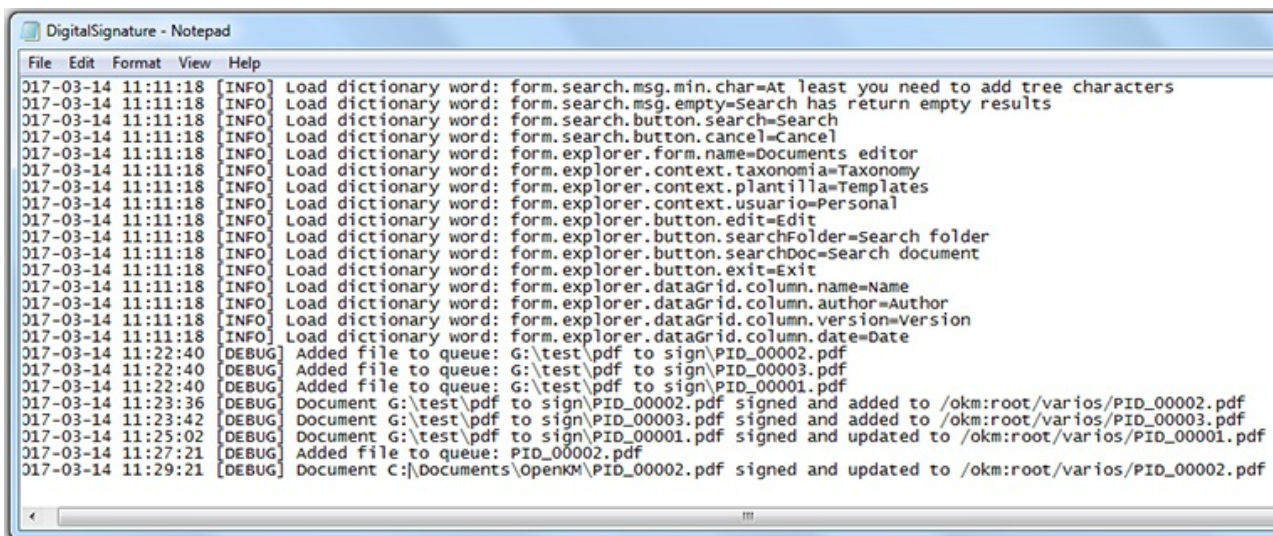 DigitalSignature - Notepad
File Edit Format View Help
017-03-14 11:11:18 [INFO] Load dictionary word: form.search.msg.min.char=At least you need to add tree characters
017-03-14 11:11:18 [INFO] Load dictionary word: form.search.msg.empty=Search has return empty results
017-03-14 11:11:18 [INFO] Load dictionary word: form.search.button.search=Search
017-03-14 11:11:18 [INFO] Load dictionary word: form.search.button.cancel=Cancel
017-03-14 11:11:18 [INFO] Load dictionary word: form.explorer.form.name=Documents editor
017-03-14 11:11:18 [INFO] Load dictionary word: form.explorer.context.taxonomia=Taxonomy
017-03-14 11:11:18 [INFO] Load dictionary word: form.explorer.context.plantilla=Templates
017-03-14 11:11:18 [INFO] Load dictionary word: form.explorer.context.usuario=Personal
017-03-14 11:11:18 [INFO] Load dictionary word: form.explorer.button.edit=Edit
017-03-14 11:11:18 [INFO] Load dictionary word: form.explorer.button.searchFolder=Search folder
017-03-14 11:11:18 [INFO] Load dictionary word: form.explorer.button.searchDoc=Search document
017-03-14 11:11:18 [INFO] Load dictionary word: form.explorer.button.exit=Exit
017-03-14 11:11:18 [INFO] Load dictionary word: form.explorer.dataGrid.column.name=Name
017-03-14 11:11:18 [INFO] Load dictionary word: form.explorer.dataGrid.column.author=Author
017-03-14 11:11:18 [INFO] Load dictionary word: form.explorer.dataGrid.column.version=Version
017-03-14 11:11:18 [INFO] Load dictionary word: form.explorer.dataGrid.column.date=Date
017-03-14 11:22:40 [DEBUG] Added file to queue: G:\test\pdf to sign\PID_00002.pdf
017-03-14 11:22:40 [DEBUG] Added file to queue: G:\test\pdf to sign\PID_00003.pdf
017-03-14 11:22:40 [DEBUG] Added file to queue: G:\test\pdf to sign\PID_00001.pdf
017-03-14 11:23:36 [DEBUG] Document G:\test\pdf to sign\PID_00002.pdf signed and added to /okm:root/varios/PID_00002.pdf
017-03-14 11:23:42 [DEBUG] Document G:\test\pdf to sign\PID_00003.pdf signed and added to /okm:root/varios/PID_00003.pdf
017-03-14 11:25:02 [DEBUG] Document G:\test\pdf to sign\PID_00001.pdf signed and updated to /okm:root/varios/PID_00001.pdf
017-03-14 11:27:21 [DEBUG] Added file to queue: PID_00002.pdf
017-03-14 11:29:21 [DEBUG] Document C:\Documents\OpenKM\PID_00002.pdf signed and updated to /okm:root/varios/PID_00002.pdf